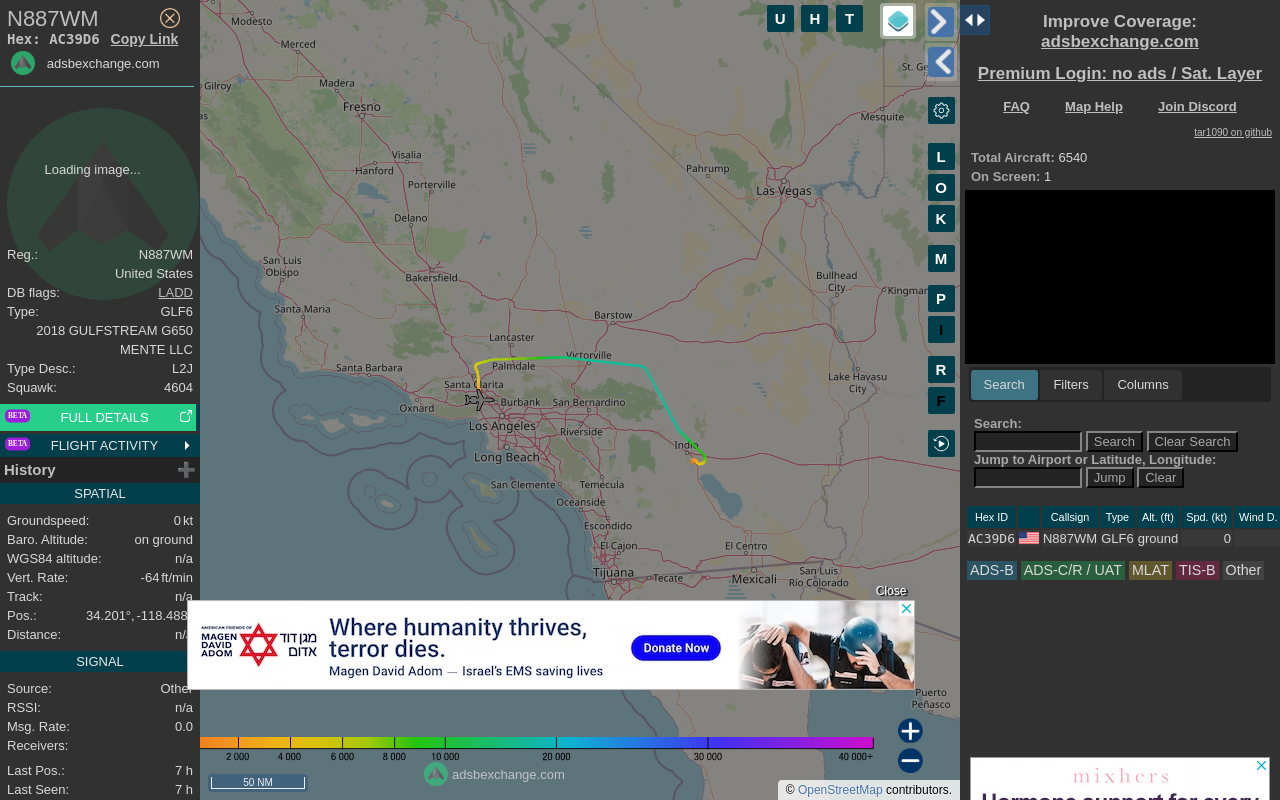 N887WM
Hex: AC39D6 Copy Link
adsbexchange.com
Loading image...
Reg.: N887WM
United States
DB flags: LADD
Type: GLF6
2018 GULFSTREAM G650
MENTE LLC
Type Desc.: L2J
Squawk: 4604
BETA FULL DETAILS
BETA FLIGHT ACTIVITY
History
SPATIAL
Groundspeed: 0 kt
Baro. Altitude: on ground
WGS84 altitude: n/a
Vert. Rate: -64 ft/min
Track: n/a
Pos.: 34.201°, -118.488
Distance:
SIGNAL
Source: Other
RSSI: n/a
Msg. Rate: 0.0
Receivers:
Last Pos.: 7 h
Last Seen: 7 h
U H T
L
O
K
M
P
I
R
F
Modesto
Merced
Gilroy
Madera
Fresno
Visalia
Hanford
Porterville
Delano
San Luis
Obispo
Bakersfield
Santa Maria
Santa Barbara
Lancaster
Palmdale
Santa Clarita
Oxnard
Burbank
Los Angeles
Long Beach
Barstow
Victorville
San Bernardino
Riverside
Indio
San Clemente
Temecula
Oceanside
Escondido
El Cajon
El Centro
Tijuana
Tecate
Mexicali
San Luis
Río Colorado
Lake Havasu
City
Bullhead
City
Kingman
Las Vegas
Pahrump
Mesquite
St. Ge
Puerto
Peñasco
Close
AMERICAN FRIENDS OF
MAGEN
DAVID
ADOM
מגן דוד
אדום
Where humanity thrives,
terror dies.
Magen David Adom — Israel's EMS saving lives
Donate Now
2 000 4 000 6 000 8 000 10 000 20 000 30 000 40 000+
50 NM
adsbexchange.com
© OpenStreetMap contributors.
Improve Coverage:
adsbexchange.com
Premium Login: no ads / Sat. Layer
FAQ Map Help Join Discord
tar1090 on github
Total Aircraft: 6540
On Screen: 1
Search Filters Columns
Search:
Search Clear Search
Jump to Airport or Latitude, Longitude:
Jump Clear
Hex ID Callsign Type Alt. (ft) Spd. (kt) Wind D.
AC39D6 N887WM GLF6 ground 0
ADS-B ADS-C/R / UAT MLAT TIS-B Other
mixhers
Hormone support for every